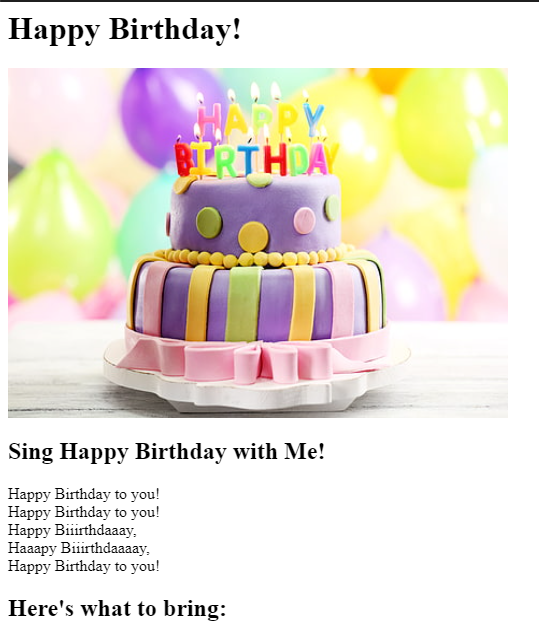 Happy Birthday!
HAPPY
BIRTHDAY
Sing Happy Birthday with Me!
Happy Birthday to you!
Happy Birthday to you!
Happy Biiirthdaaay,
Haaapy Biiirthdaaaay,
Happy Birthday to you!
Here's what to bring: